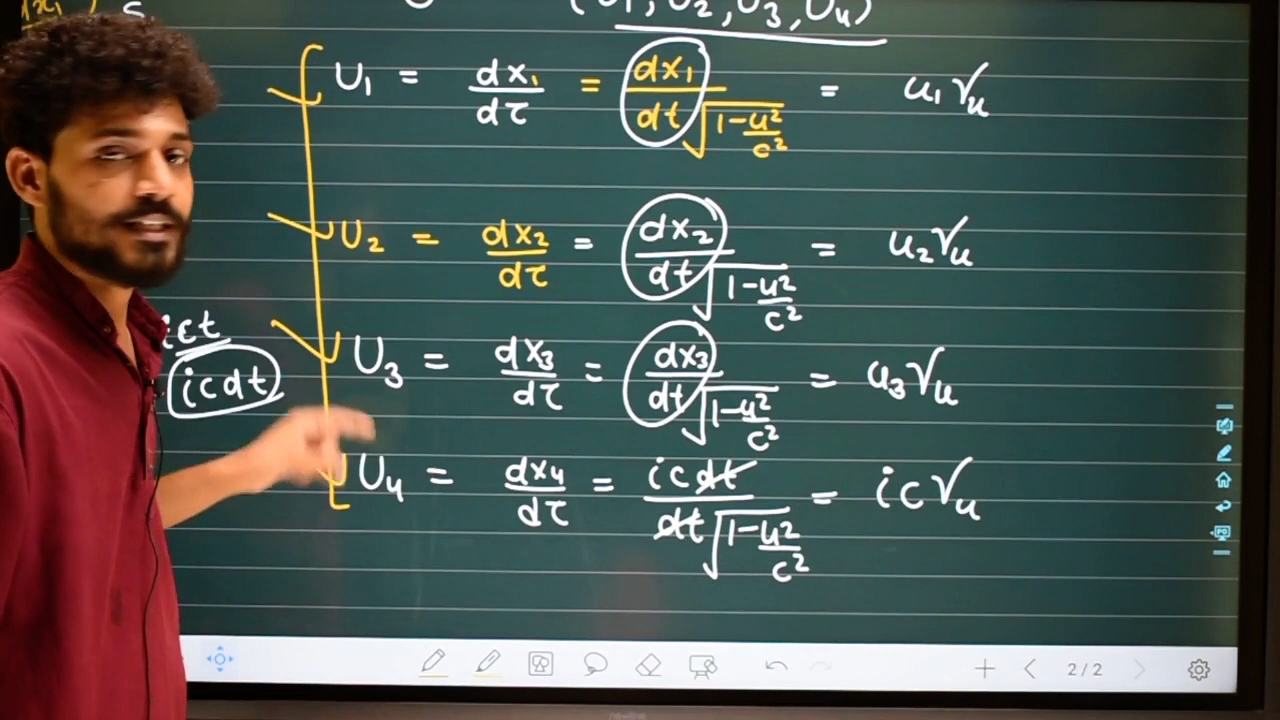 (U₁, U₂, U₃, U₄)
U₁ = dx₁/dτ = dx₁/dt√(1-u²/c²) = u₁γᵤ
U₂ = dx₂/dτ = dx₂/dt√(1-u²/c²) = u₂γᵤ
ict
icdt
U₃ = dx₃/dτ = dx₃/dt√(1-u²/c²) = u₃γᵤ
U₄ = dx₄/dτ = icdt/dt√(1-u²/c²) = icγᵤ
2/2